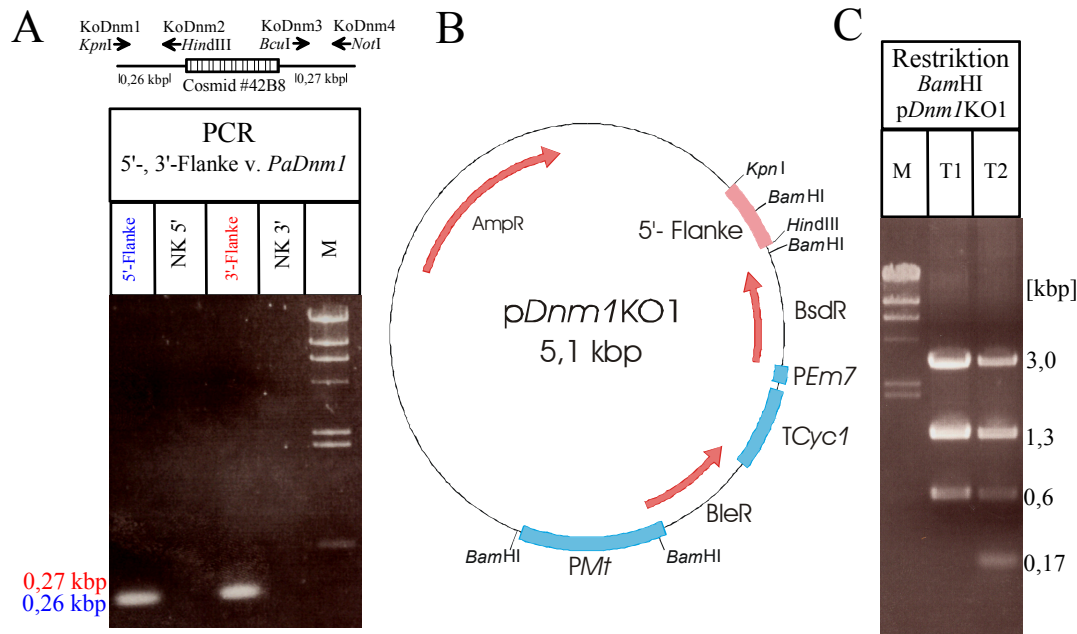 A
KoDnm1 KoDnm2 KoDnm3 KoDnm4
KpnI HindIII BcuI NotI
0,26 kbp Cosmid #42B8 0,27 kbp
PCR
5'-, 3'-Flanke v. PaDnm1
5'-Flanke
NK 5'
3'-Flanke
NK 3'
M
0,27 kbp
0,26 kbp
B
AmpR
KpnI
BamHI
5'- Flanke
HindIII
BamHI
BsdR
pDnm1KO1
5,1 kbp
PEm7
TCyc1
BleR
BamHI
PMt
BamHI
C
Restriktion
BamHI
pDnm1KO1
M T1 T2
[kbp]
3,0
1,3
0,6
0,17